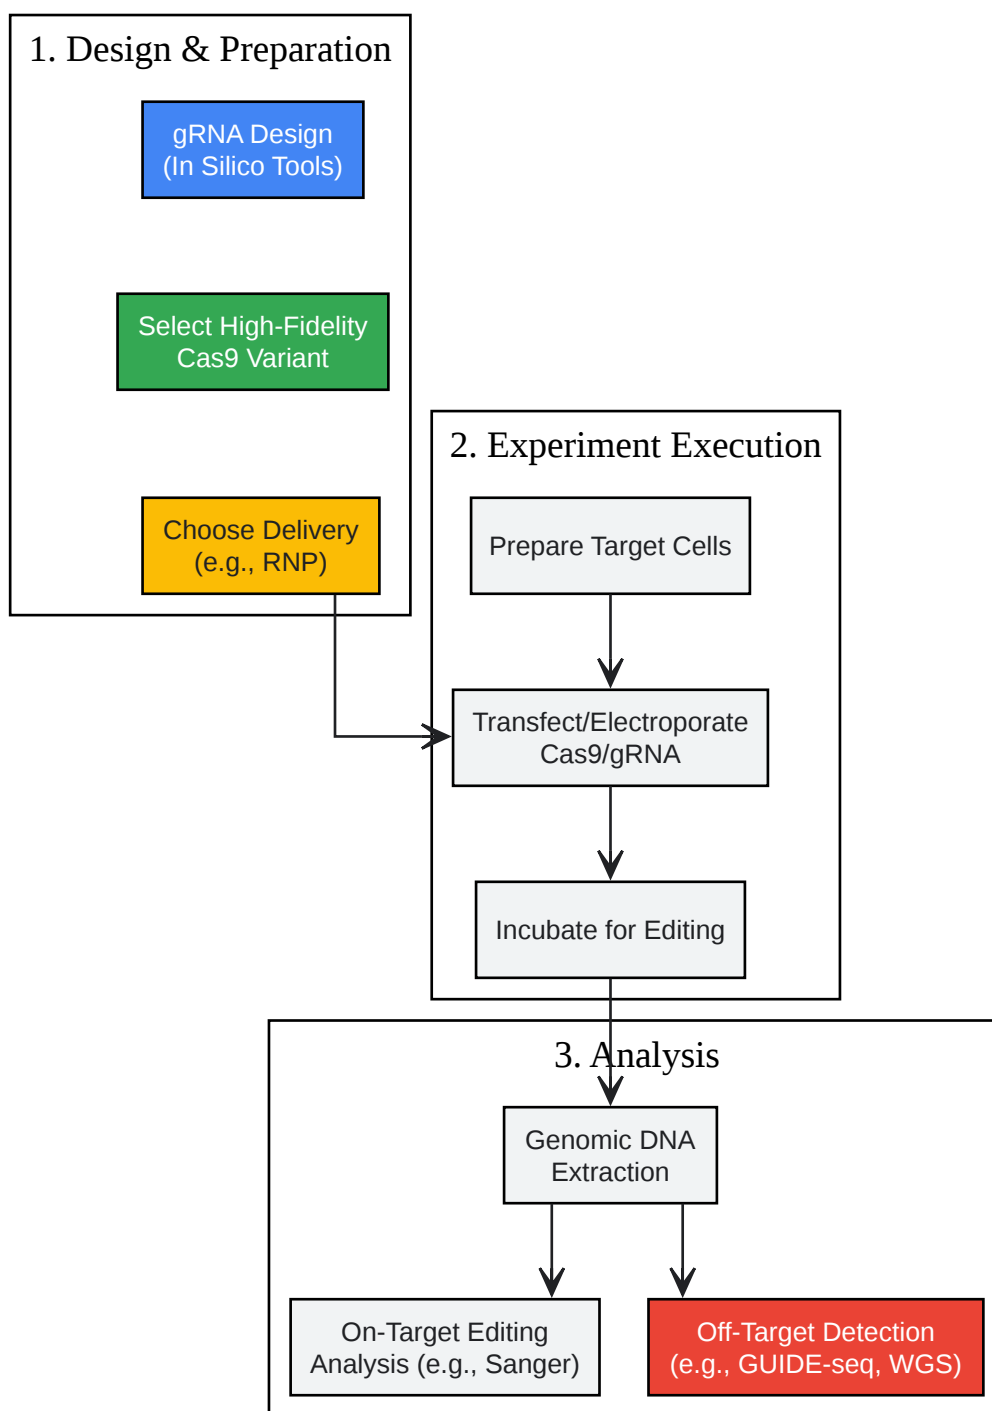 1. Design & Preparation
gRNA Design
(In Silico Tools)
Select High-Fidelity
Cas9 Variant
Choose Delivery
(e.g., RNP)
2. Experiment Execution
Prepare Target Cells
Transfect/Electroporate
Cas9/gRNA
Incubate for Editing
3. Analysis
Genomic DNA
Extraction
On-Target Editing
Analysis (e.g., Sanger)
Off-Target Detection
(e.g., GUIDE-seq, WGS)